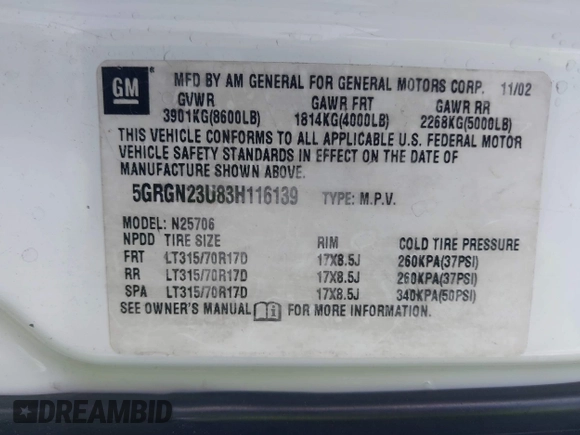 GM MFD BY AM GENERAL FOR GENERAL MOTORS CORP. 11/02
GVWR GAWR FRT GAWR RR
3901KG(8600LB) 1814KG(4000LB) 2268KG(5000LB)
THIS VEHICLE CONFORMS TO ALL APPLICABLE U.S. FEDERAL MOTOR
VEHICLE SAFETY STANDARDS IN EFFECT ON THE DATE OF
MANUFACTURE SHOWN ABOVE.
5GRGN23U83H116139 TYPE: M.P.V.
MODEL: N25706
NPDD TIRE SIZE RIM COLD TIRE PRESSURE
FRT LT315/70R17D 17X8.5J 260KPA(37PSI)
RR LT315/70R17D 17X8.5J 260KPA(37PSI)
SPA LT315/70R17D 17X8.5J 340KPA(50PSI)
SEE OWNER'S MANUAL FOR MORE INFORMATION.
DREAMBID